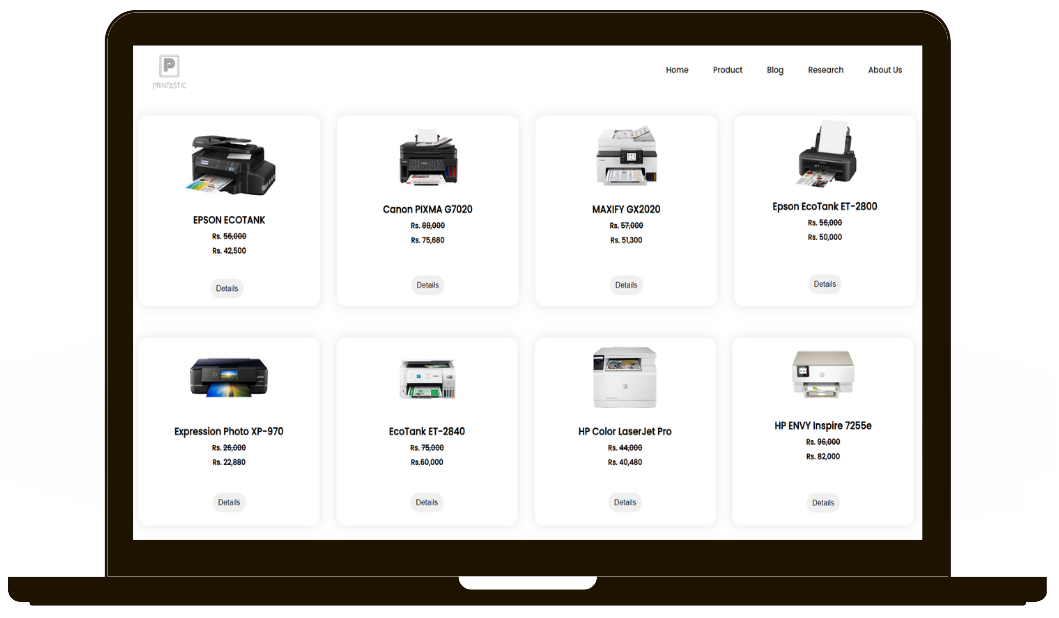 P
PRINTASTIC
Home Product Blog Research About Us
EPSON ECOTANK
Rs. 56,000
Rs. 42,500
Details
Canon PIXMA G7020
Rs. 88,000
Rs. 75,680
Details
MAXIFY GX2020
Rs. 57,000
Rs. 51,300
Details
Epson EcoTank ET-2800
Rs. 56,000
Rs. 50,000
Details
Expression Photo XP-970
Rs. 26,000
Rs. 22,880
Details
EcoTank ET-2840
Rs. 75,000
Rs.60,000
Details
HP Color LaserJet Pro
Rs. 44,000
Rs. 40,480
Details
HP ENVY Inspire 7255e
Rs. 96,000
Rs. 82,000
Details